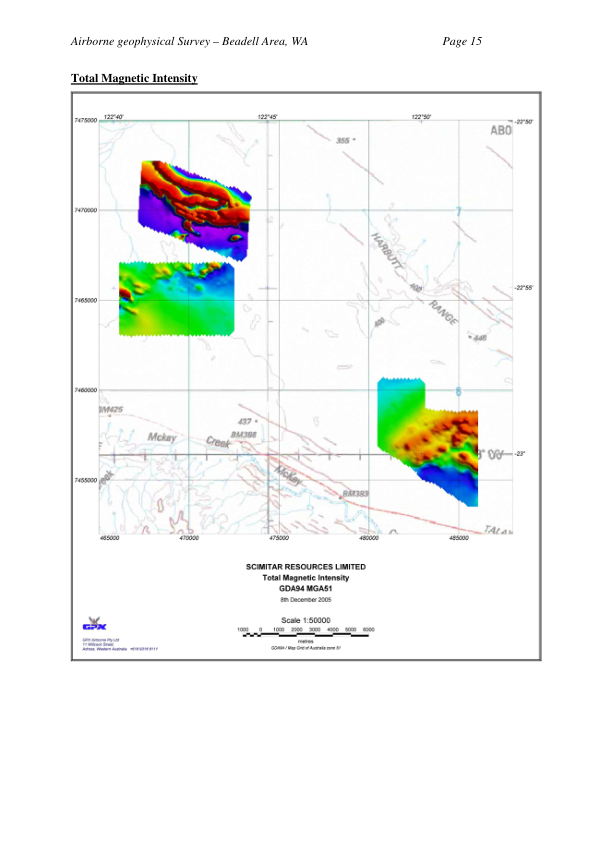 Airborne geophysical Survey – Beadell Area, WA Page 15
Total Magnetic Intensity
122°40' 122°45' 122°50'
7475000 -22°50'
ABO
355
7470000 7
HARBUTT
-22°55'
408
7465000 RANGE
409
446
7460000 6
BM425 437
BM398
Mckay Creek
-23°
Mckay
7455000
BM393
TALA
465000 470000 475000 480000 485000
SCIMITAR RESOURCES LIMITED
Total Magnetic Intensity
GDA94 MGA51
8th December 2005
Scale 1:50000
1000 0 1000 2000 3000 4000 5000 6000
metres
GDA94 / Map Grid of Australia zone 51
GPX
GPX Airborne Pty Ltd